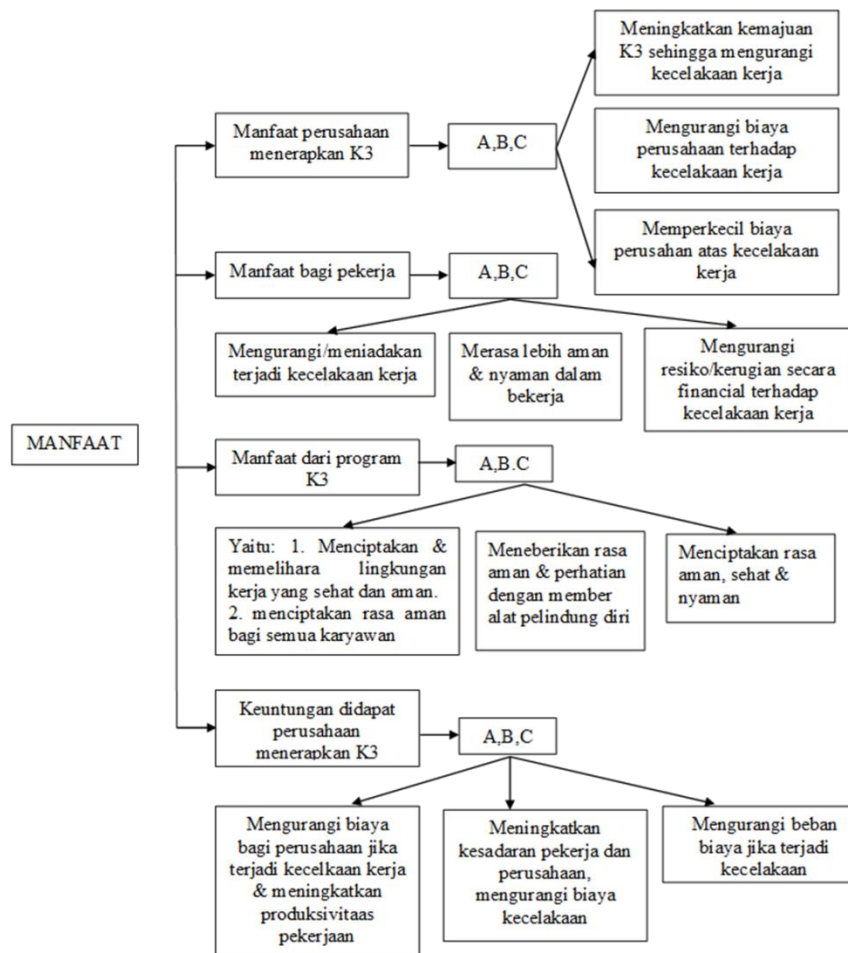 Meningkatkan kemajuan
K3 sehingga mengurangi
kecelakaan kerja
Manfaat perusahaan
menerapkan K3
A,B,C
Mengurangi biaya
perusahaan terhadap
kecelakaan kerja
Memperkecil biaya
perusahan atas kecelakaan
kerja
Manfaat bagi pekerja
A,B,C
Mengurangi/meniadakan
terjadi kecelakaan kerja
Merasa lebih aman
& nyaman dalam
bekerja
Mengurangi
resiko/kerugian secara
financial terhadap
kecelakaan kerja
MANFAAT
Manfaat dari program
K3
A,B.C
Yaitu: 1. Menciptakan &
memelihara lingkungan
kerja yang sehat dan aman.
2. menciptakan rasa aman
bagi semua karyawan
Meneberikan rasa
aman & perhatian
dengan member
alat pelindung diri
Menciptakan rasa
aman, sehat &
nyaman
Keuntungan didapat
perusahaan
menerapkan K3
A,B,C
Mengurangi biaya
bagi perusahaan jika
terjadi kecelkaan kerja
& meningkatkan
produksivitaas
pekerjaan
Meningkatkan
kesadaran pekerja dan
perusahaan,
mengurangi biaya
kecelakaan
Mengurangi beban
biaya jika terjadi
kecelakaan